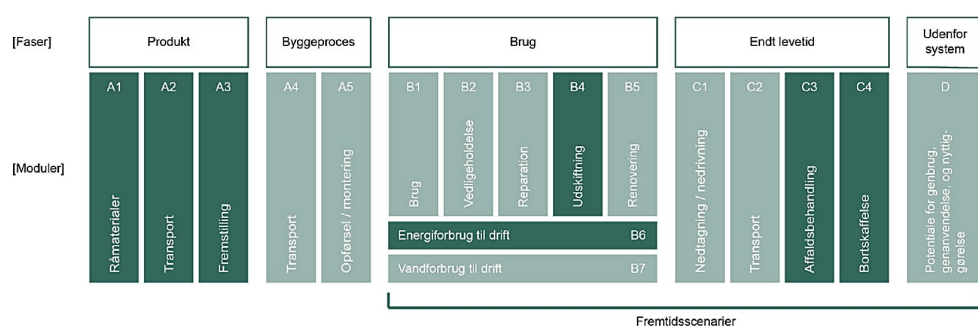 [Faser]
Produkt
Byggeproces
Brug
Endt levetid
Udenfor
system
[Moduler]
A1
Råmaterialer
A2
Transport
A3
Fremstilling
A4
Transport
A5
Opførsel / montering
B1
Brug
B2
Vedligeholdelse
B3
Reparation
B4
Udskiftning
B5
Renovering
Energiforbrug til drift B6
Vandforbrug til drift B7
C1
Nedtagning / nedrivning
C2
Transport
C3
Affaldsbehandling
C4
Bortskaffelse
D
Potentiale for genbrug,
genanvendelse, og nyttig-
gørelse
Fremtidsscenarier